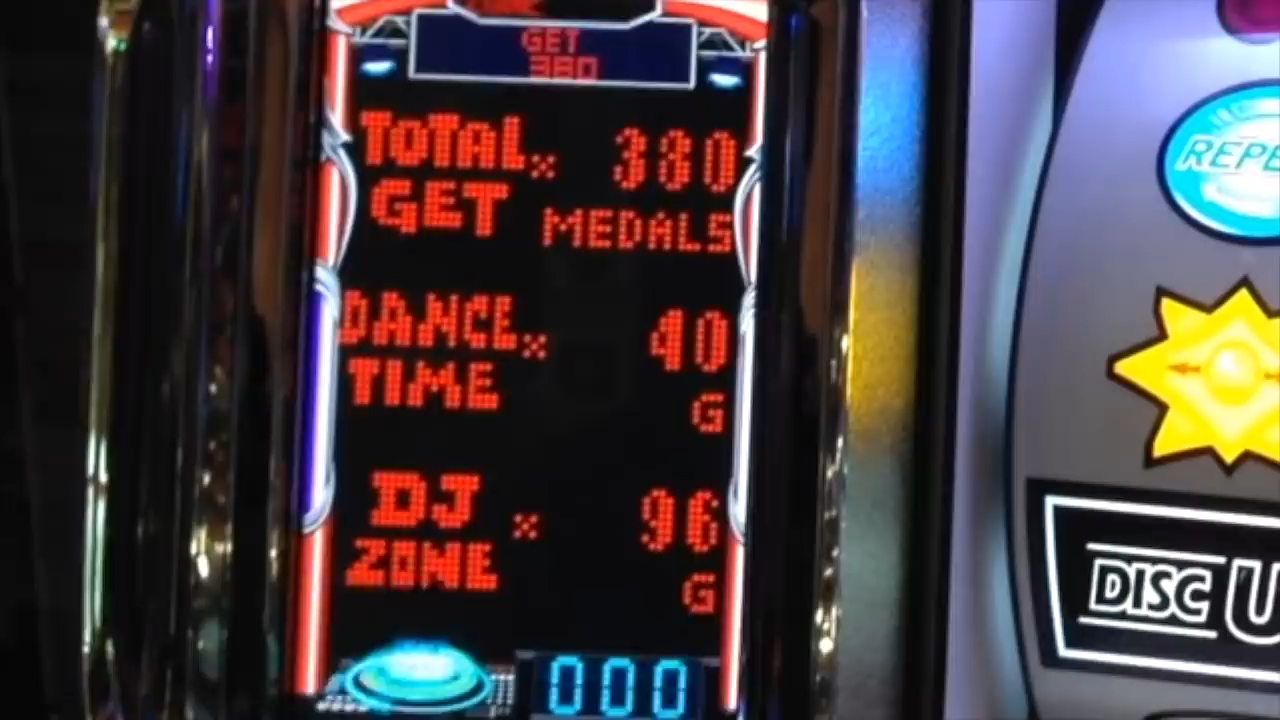 GET
380
TOTAL x 380
GET MEDALS
DANCE x 40
TIME G
DJ x 96
ZONE G
000
REPE
DISC U